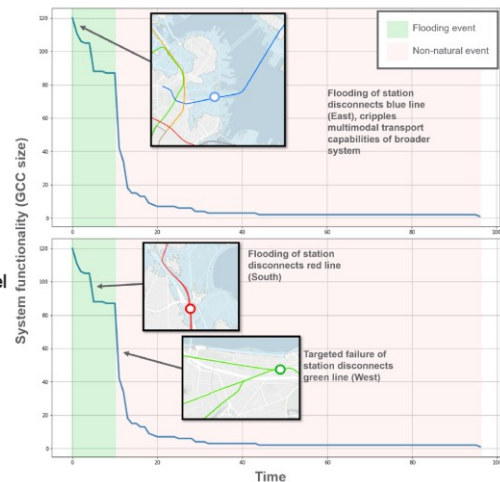 120
100
80
60
40
20
0
Flooding event
Non-natural event
Flooding of station
disconnects blue line
(East), cripples
multimodal transport
capabilities of broader
system
0
20
40
60
80
100
System functionality (GCC size)
el
120
100
80
60
40
20
0
Flooding of station
disconnects red line
(South)
Targeted failure of
station disconnects
green line (West)
0
20
40
60
80
100
Time